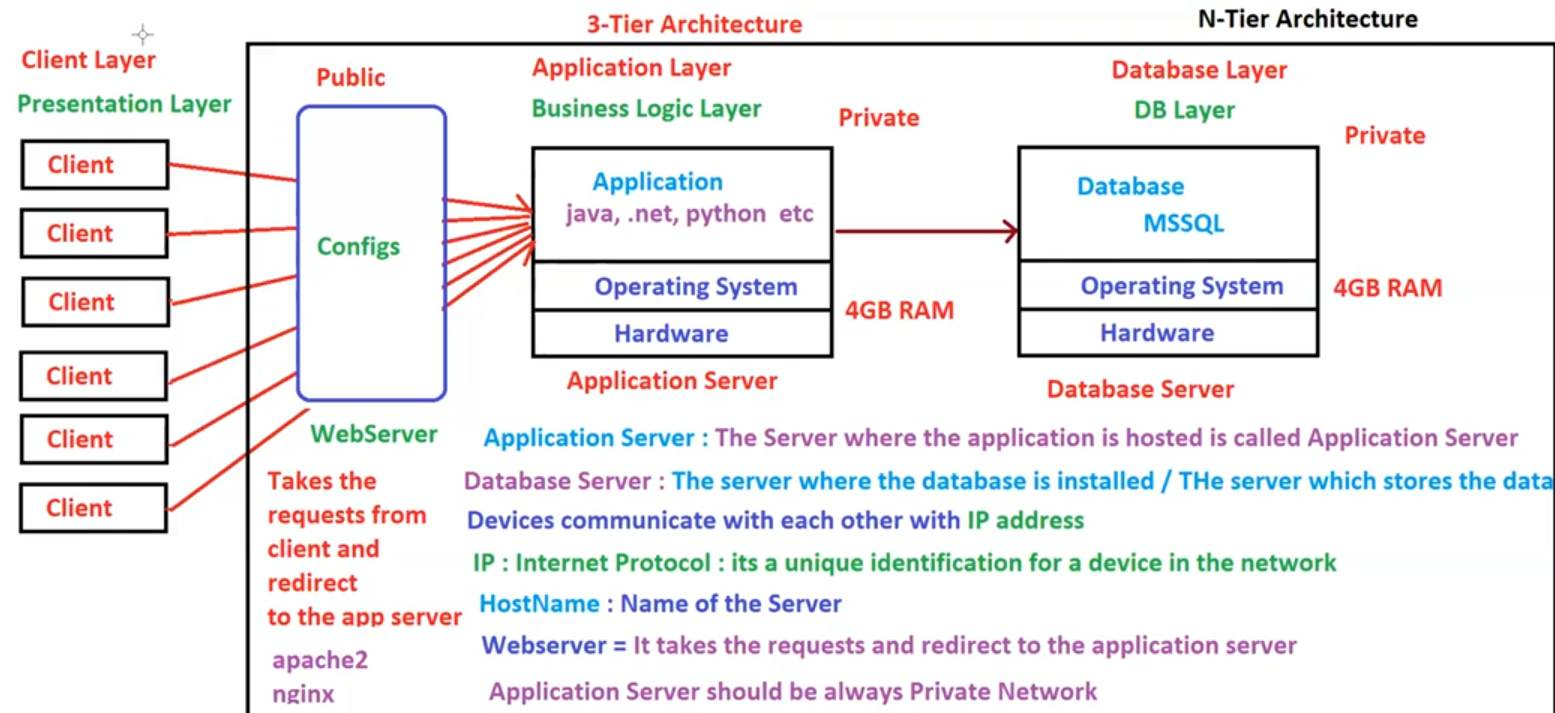 3-Tier Architecture
N-Tier Architecture
Client Layer
Presentation Layer
Client
Client
Client
Client
Client
Client
Public
Configs
WebServer
Takes the
requests from
client and
redirect
to the app server
apache2
nginx
Application Layer
Business Logic Layer
Private
Application
java, .net, python etc
Operating System
Hardware
4GB RAM
Application Server
Database Layer
DB Layer
Private
Database
MSSQL
Operating System
Hardware
4GB RAM
Database Server
Application Server : The Server where the application is hosted is called Application Server
Database Server : The server where the database is installed / THe server which stores the data
Devices communicate with each other with IP address
IP : Internet Protocol : its a unique identification for a device in the network
HostName : Name of the Server
Webserver = It takes the requests and redirect to the application server
Application Server should be always Private Network